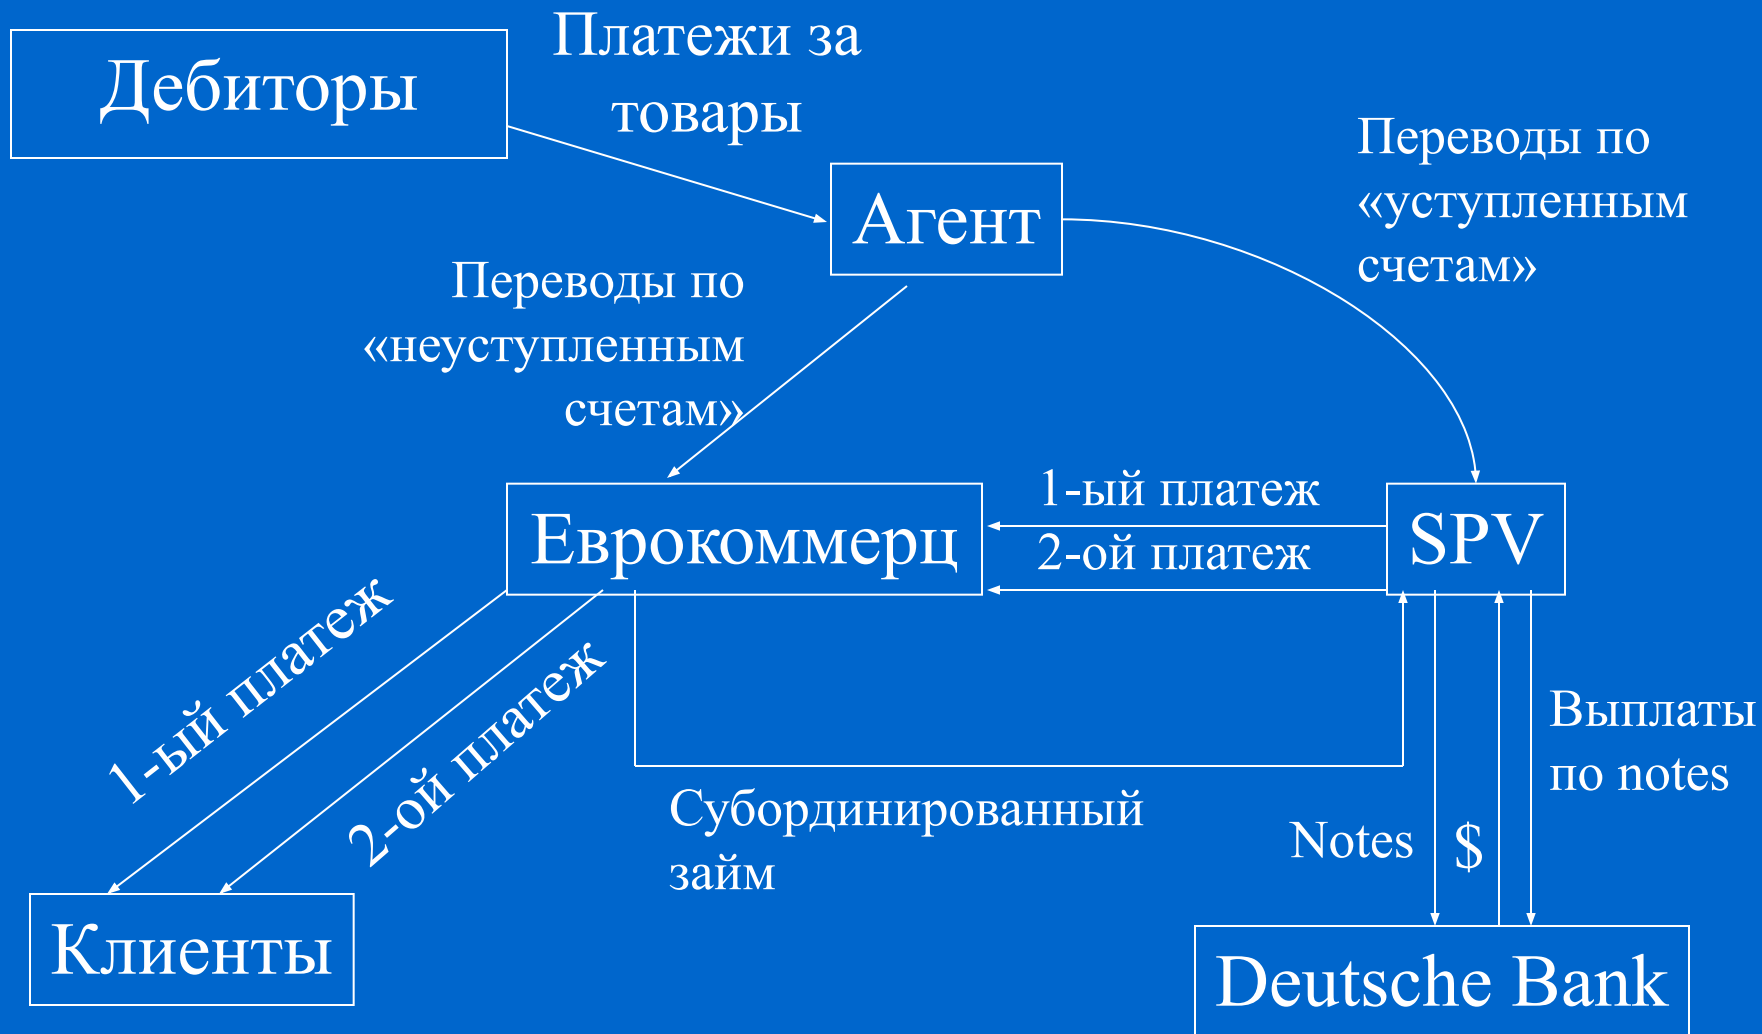 Дебиторы
Платежи за
товары
Агент
Переводы по
«уступленным
счетам»
Переводы по
«неуступленным
счетам»
Еврокоммерц
1-ый платеж
2-ой платеж
SPV
1-ый платеж
2-ой платеж
Субординированный
займ
Notes
$
Выплаты
по notes
Клиенты
Deutsche Bank